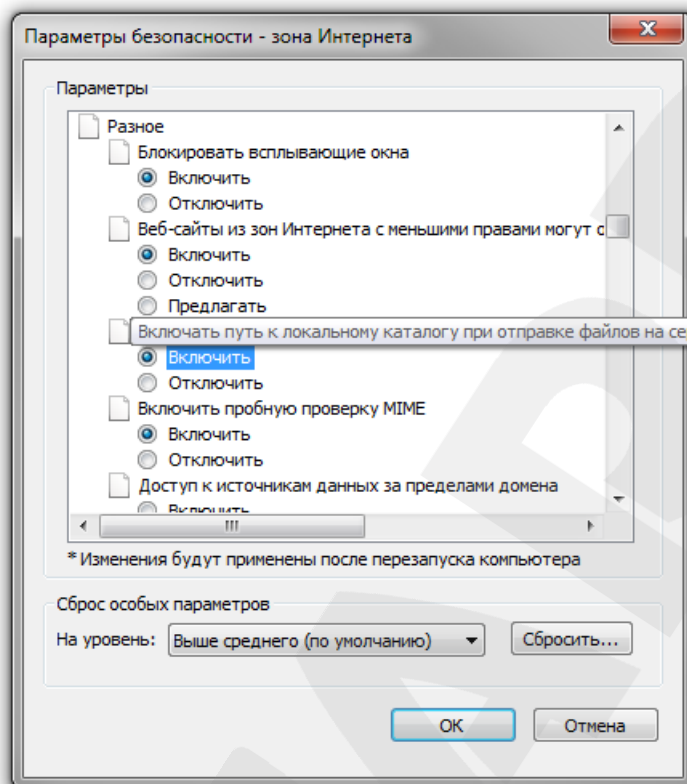 Параметры безопасности - зона Интернета
Параметры
Разное
Блокировать всплывающие окна
Включить
Отключить
Веб-сайты из зон Интернета с меньшими правами могут
Включить
Отключить
Предлагать
Включать путь к локальному каталогу при отправке файлов на
Включить
Отключить
Включить пробную проверку MIME
Включить
Отключить
Доступ к источникам данных за пределами домена
Включить
* Изменения будут применены после перезапуска компьютера
Сброс особых параметров
На уровень: Выше среднего (по умолчанию) Сбросить...
OK Отмена